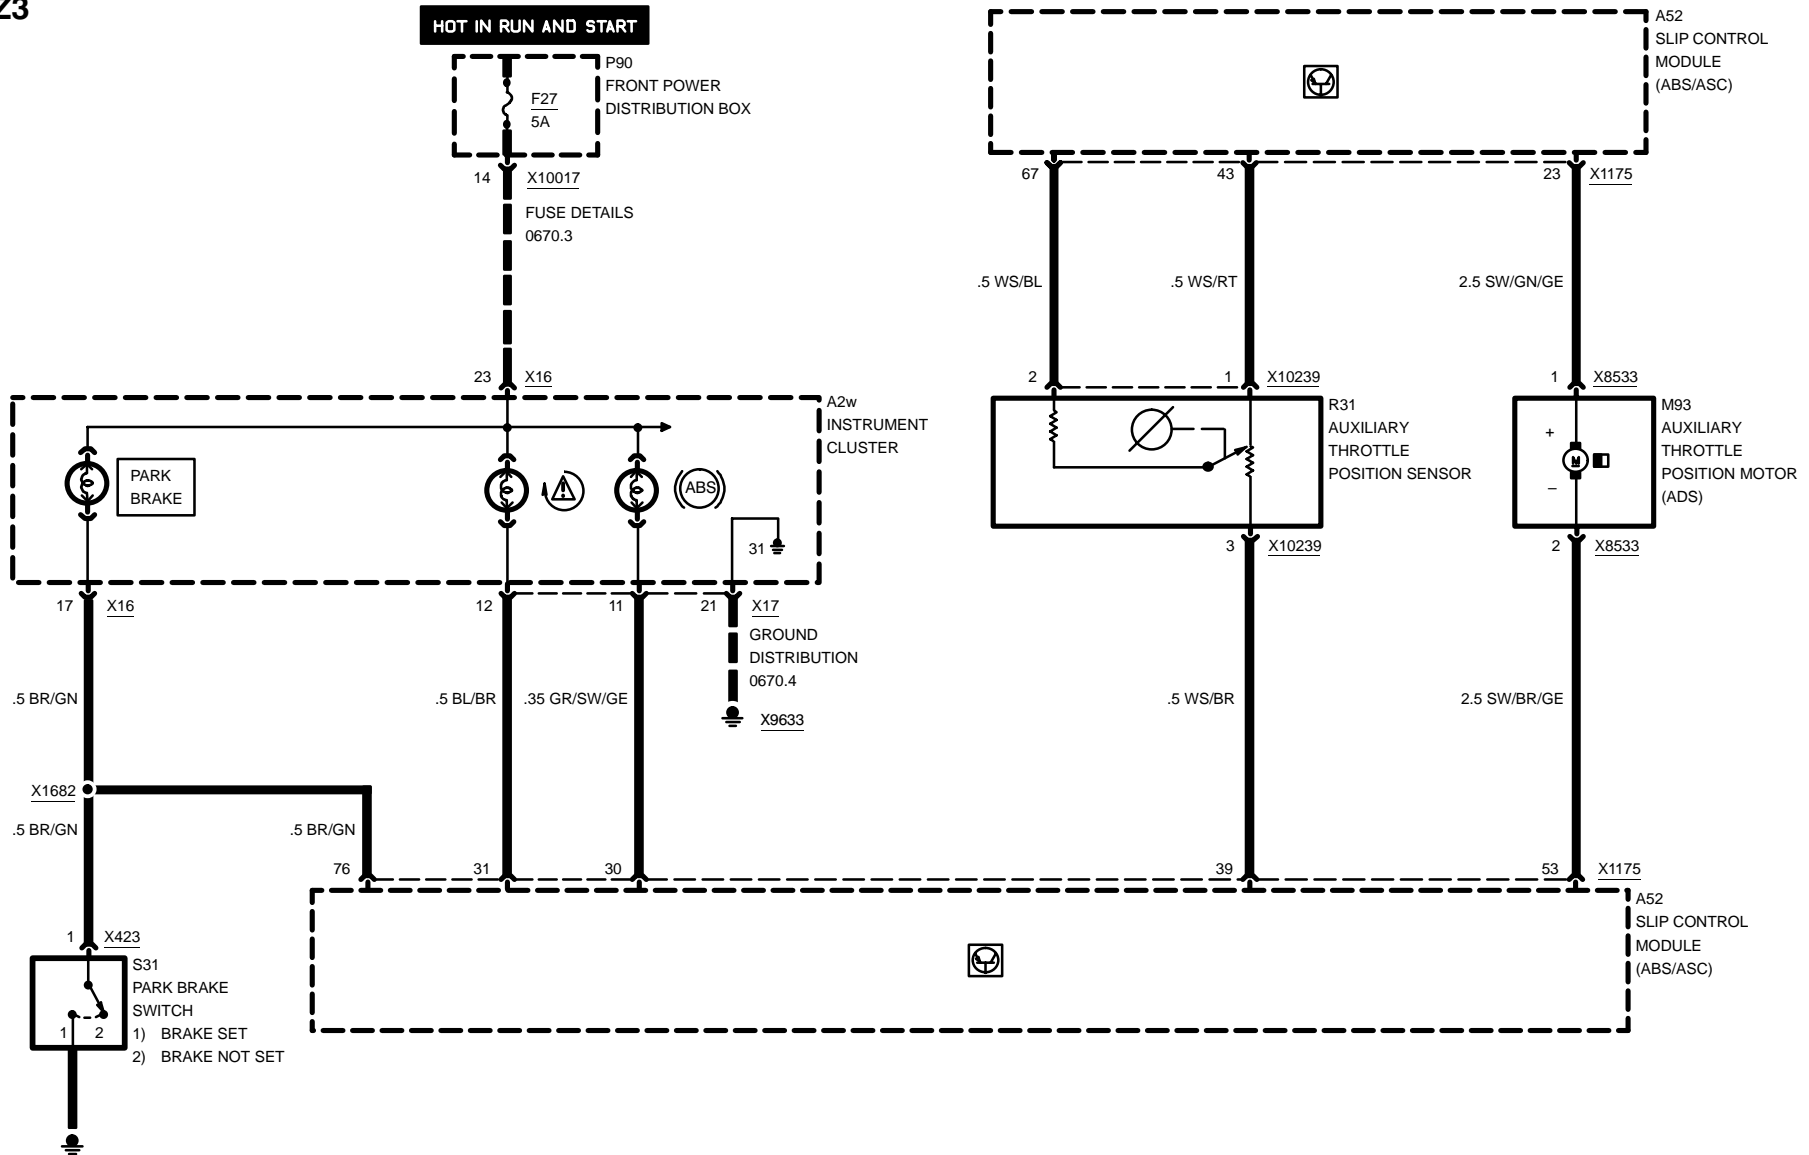 Z3
HOT IN RUN AND START
P90
FRONT POWER
DISTRIBUTION BOX
F27
5A
14 X10017
FUSE DETAILS
0670.3
23 X16
A2w
INSTRUMENT
CLUSTER
PARK
BRAKE
ABS
31
17 X16
12
11
21 X17
GROUND
DISTRIBUTION
0670.4
X9633
.5 BR/GN
.5 BL/BR
.35 GR/SW/GE
X1682
.5 BR/GN
.5 BR/GN
1 X423
S31
PARK BRAKE
SWITCH
1) BRAKE SET
2) BRAKE NOT SET
1 2
A52
SLIP CONTROL
MODULE
(ABS/ASC)
67
43
23 X1175
.5 WS/BL
.5 WS/RT
2.5 SW/GN/GE
2
1 X10239
1 X8533
R31
AUXILIARY
THROTTLE
POSITION SENSOR
M93
AUXILIARY
THROTTLE
POSITION MOTOR
(ADS)
+
M
–
3 X10239
2 X8533
.5 WS/BR
2.5 SW/BR/GE
76
31
30
39
53 X1175
A52
SLIP CONTROL
MODULE
(ABS/ASC)